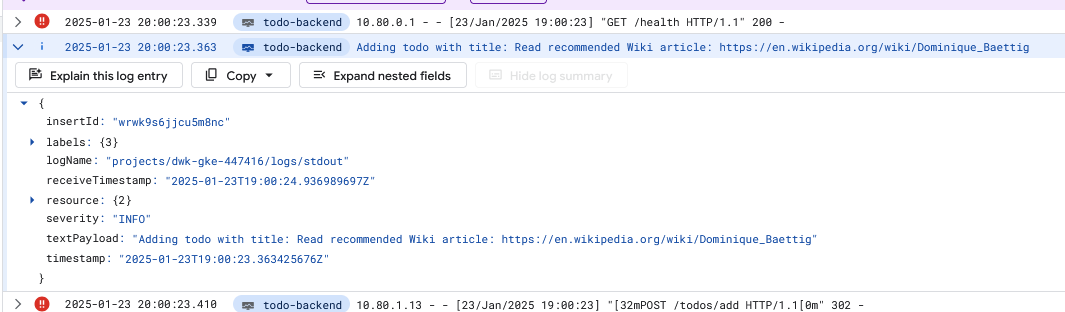 2025-01-23 20:00:23.339 todo-backend 10.80.0.1 - - [23/Jan/2025 19:00:23] "GET /health HTTP/1.1" 200 -
i 2025-01-23 20:00:23.363 todo-backend Adding todo with title: Read recommended Wiki article: https://en.wikipedia.org/wiki/Dominique_Baettig
Explain this log entry Copy Expand nested fields Hide log summary
{
insertId: "wrwk9s6jjcu5m8nc"
labels: {3}
logName: "projects/dwk-gke-447416/logs/stdout"
receiveTimestamp: "2025-01-23T19:00:24.936989697Z"
resource: {2}
severity: "INFO"
textPayload: "Adding todo with title: Read recommended Wiki article: https://en.wikipedia.org/wiki/Dominique_Baettig"
timestamp: "2025-01-23T19:00:23.363425676Z"
}
2025-01-23 20:00:23.410 todo-backend 10.80.1.13 - - [23/Jan/2025 19:00:23] "[32mPOST /todos/add HTTP/1.1[0m" 302 -